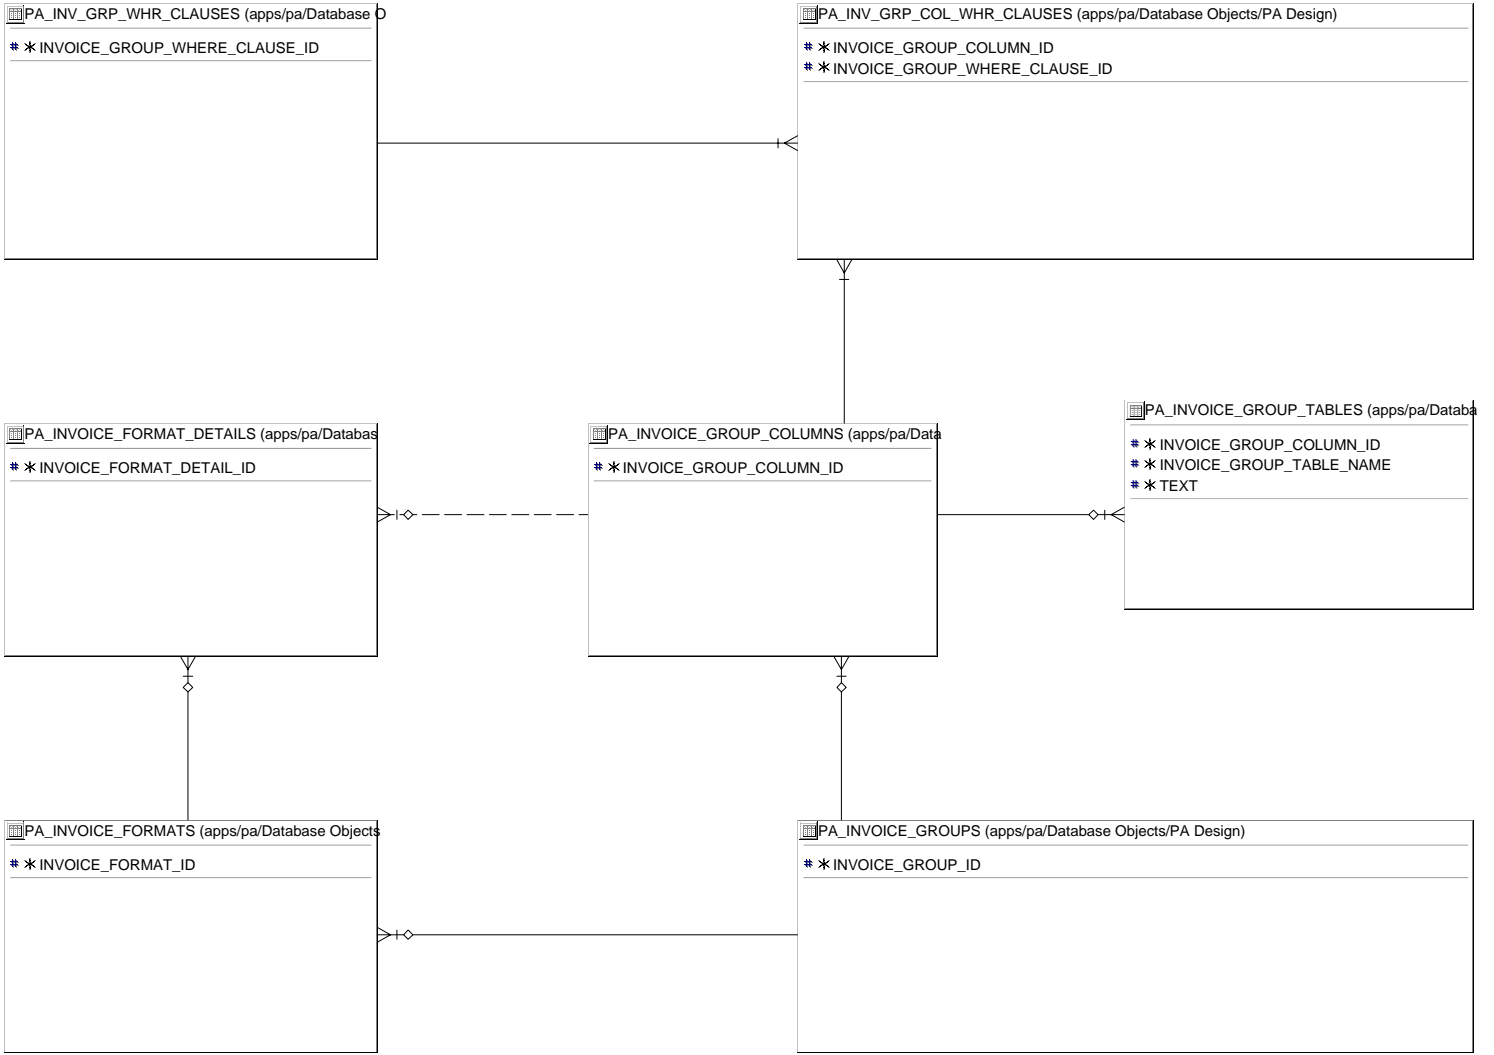 PA_INV_GRP_WHR_CLAUSES (apps/pa/Database O
# * INVOICE_GROUP_WHERE_CLAUSE_ID
PA_INV_GRP_COL_WHR_CLAUSES (apps/pa/Database Objects/PA Design)
# * INVOICE_GROUP_COLUMN_ID
# * INVOICE_GROUP_WHERE_CLAUSE_ID
PA_INVOICE_FORMAT_DETAILS (apps/pa/Databas
# * INVOICE_FORMAT_DETAIL_ID
PA_INVOICE_GROUP_COLUMNS (apps/pa/Data
# * INVOICE_GROUP_COLUMN_ID
PA_INVOICE_GROUP_TABLES (apps/pa/Databa
# * INVOICE_GROUP_COLUMN_ID
# * INVOICE_GROUP_TABLE_NAME
# * TEXT
PA_INVOICE_FORMATS (apps/pa/Database Objects
# * INVOICE_FORMAT_ID
PA_INVOICE_GROUPS (apps/pa/Database Objects/PA Design)
# * INVOICE_GROUP_ID